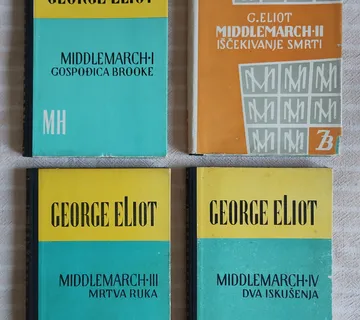 GEORGE ELIOT
MIDDLEMARCH·I
GOSPOĐICA BROOKE
MH
G. ELIOT
MIDDLEMARCH·II
IŠČEKIVANJE SMRTI
ZB
GEORGE ELIOT
MIDDLEMARCH·III
MRTVA RUKA
GEORGE ELIOT
MIDDLEMARCH·IV
DVA ISKUŠENJA